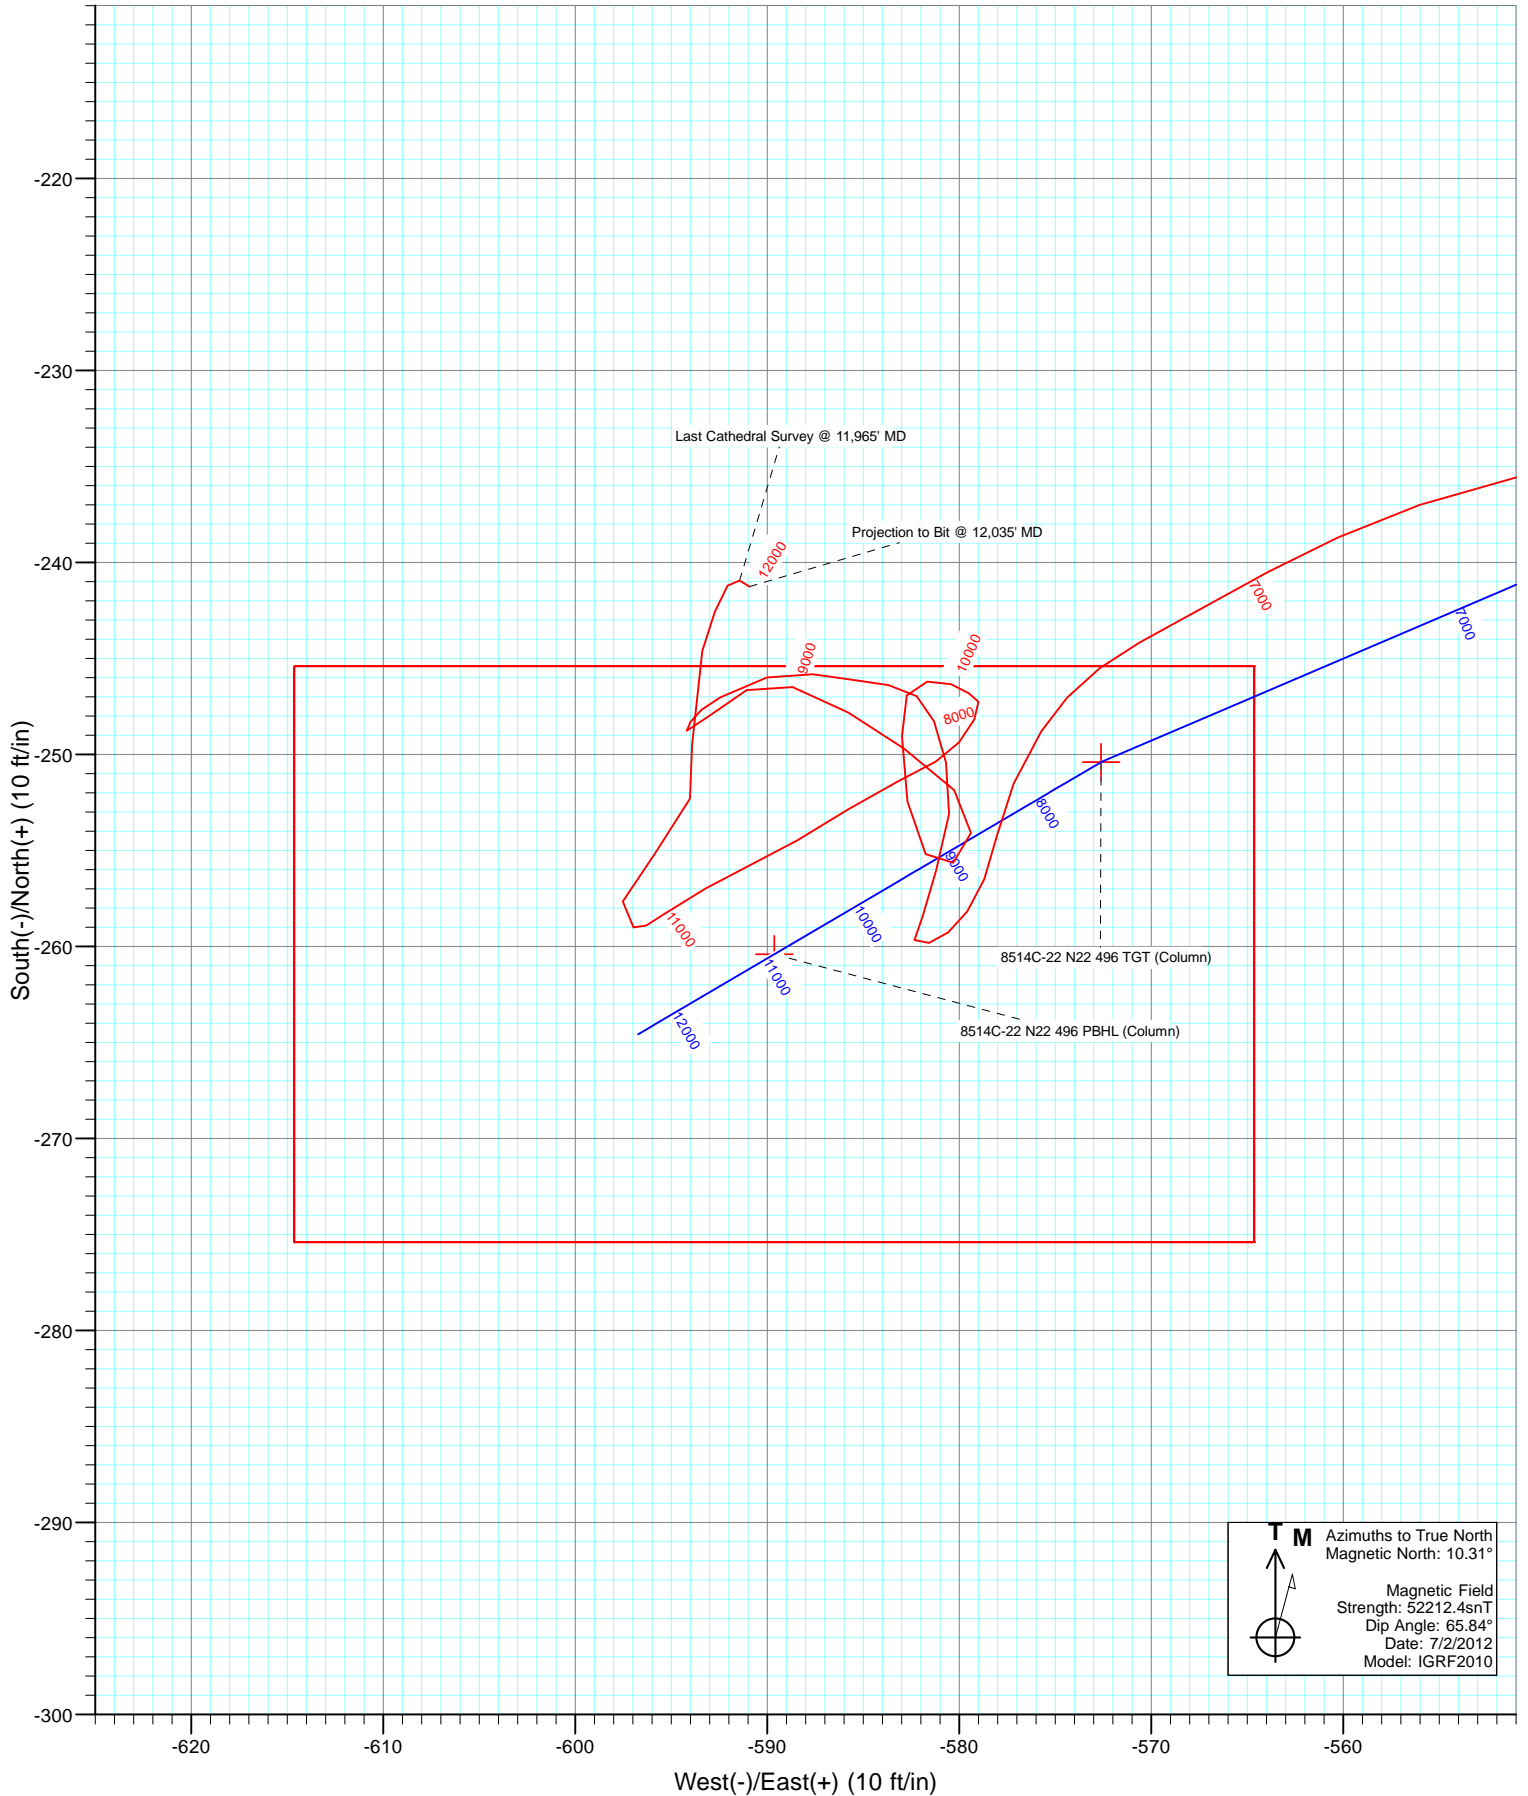 -220
-230
Last Cathedral Survey @ 11,965' MD
Projection to Bit @ 12,035' MD
-240
12000
7000
7000
10000
9000
8000
South(-)/North(+) (10 ft/in)
-250
8000
9000
10000
11000
-260
8514C-22 N22 496 TGT (Column)
11000
12000
8514C-22 N22 496 PBHL (Column)
-270
-280
-290
T M
Azimuths to True North
Magnetic North: 10.31°
Magnetic Field
Strength: 52212.4snT
Dip Angle: 65.84°
Date: 7/2/2012
Model: IGRF2010
-300
-620 -610 -600 -590 -580 -570 -560
West(-)/East(+) (10 ft/in)